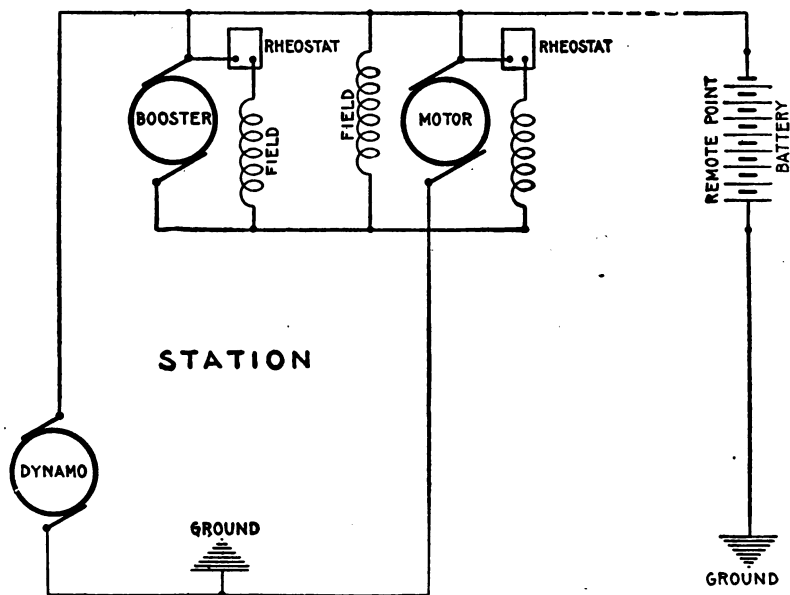 RHEOSTAT
RHEOSTAT
BOOSTER
FIELD
FIELD
MOTOR
REMOTE POINT
BATTERY
STATION
DYNAMO
GROUND
GROUND